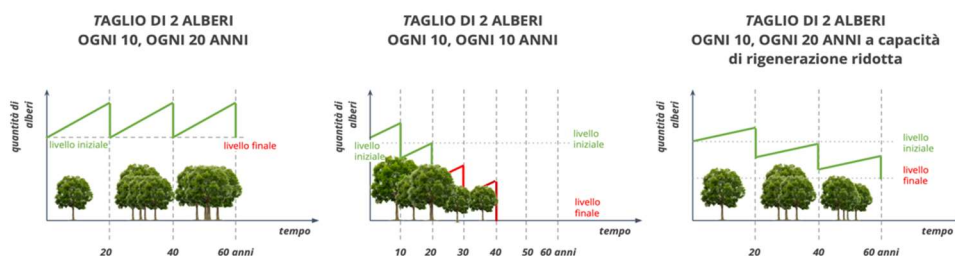 TAGLIO DI 2 ALBERI
OGNI 10, OGNI 20 ANNI
quantità di
alberi
livello iniziale
livello finale
tempo
20
40
60 anni
TAGLIO DI 2 ALBERI
OGNI 10, OGNI 10 ANNI
quantità di
alberi
livello
iniziale
livello
iniziale
livello
finale
tempo
10
20
30
40
50
60 anni
TAGLIO DI 2 ALBERI
OGNI 10, OGNI 20 ANNI a capacità
di rigenerazione ridotta
quantità di
alberi
livello
iniziale
livello
finale
tempo
20
40
60 anni